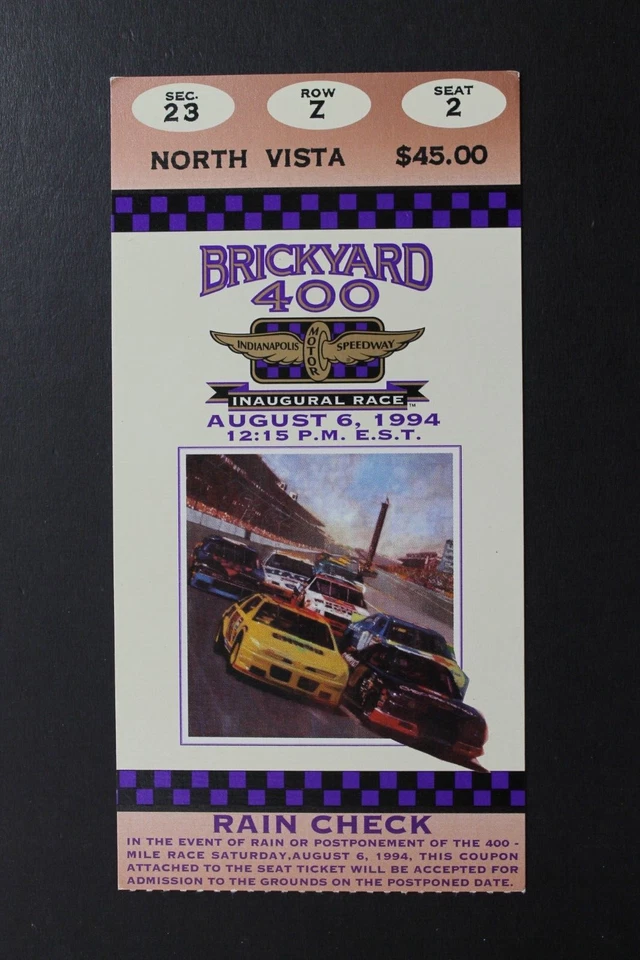 SEC. 23
ROW Z
SEAT 2
NORTH VISTA $45.00
BRICKYARD
400
INDIANAPOLIS MOTOR SPEEDWAY
INAUGURAL RACE™
AUGUST 6, 1994
12:15 P.M. E.S.T.
RAIN CHECK
IN THE EVENT OF RAIN OR POSTPONEMENT OF THE 400 -
MILE RACE SATURDAY,AUGUST 6, 1994, THIS COUPON
ATTACHED TO THE SEAT TICKET WILL BE ACCEPTED FOR
ADMISSION TO THE GROUNDS ON THE POSTPONED DATE.